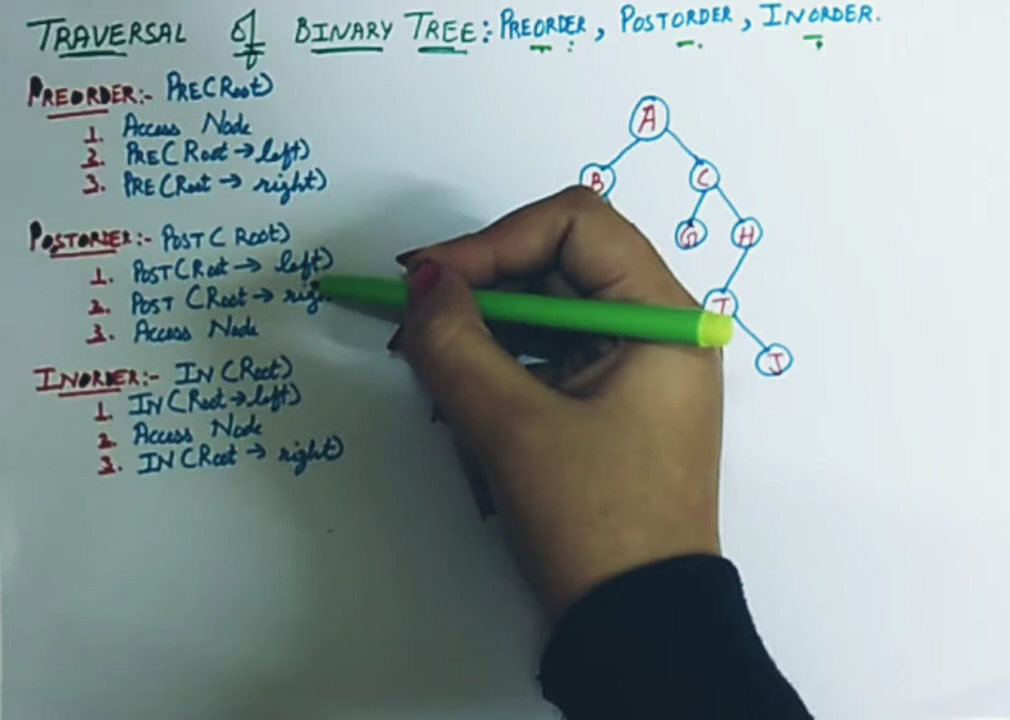 TRAVERSAL of BINARY TREE: PREORDER, POSTORDER, INORDER.
PREORDER:- PRE(Root)
1. Access Node
2. PRE(Root → left)
3. PRE(Root → right)
POSTORDER:- POST( Root)
1. POST(Root → left)
2. POST (Root →
3. Access Node
INORDER:- IN(Root)
1. IN(Root → left)
2. Access Node
3. IN(Root → right)
A
B C
G H
I
J